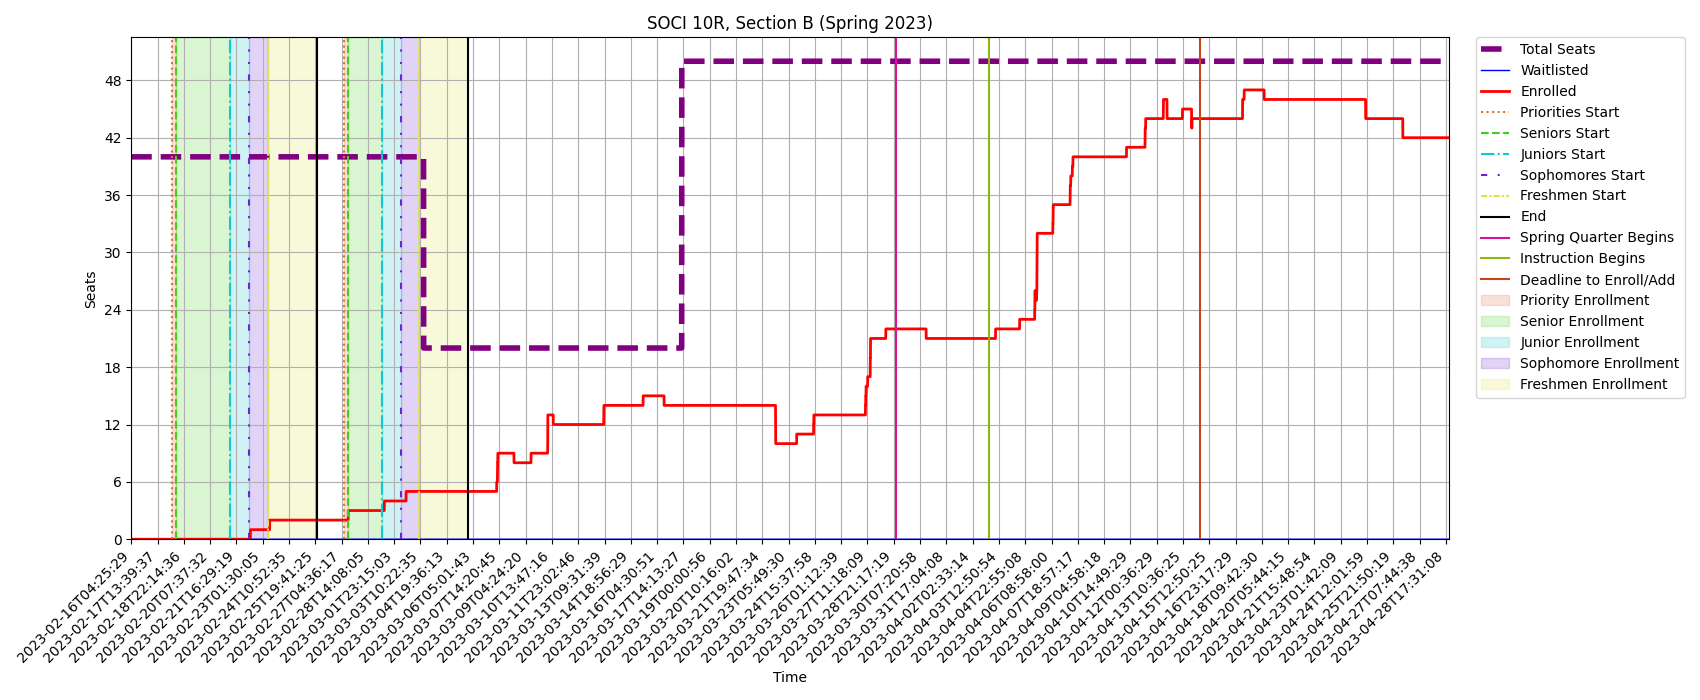 SOCI 10R, Section B (Spring 2023)
Seats
48
42
36
30
24
18
12
6
0
2023-02-16T04:25:29
2023-02-17T13:39:37
2023-02-18T22:14:36
2023-02-20T07:37:32
2023-02-21T16:29:19
2023-02-23T01:30:05
2023-02-24T10:52:35
2023-02-25T19:41:25
2023-02-27T04:36:17
2023-02-28T14:08:05
2023-03-01T23:15:03
2023-03-03T10:22:35
2023-03-04T19:36:13
2023-03-06T05:01:43
2023-03-07T14:20:45
2023-03-09T04:24:20
2023-03-10T13:47:16
2023-03-11T23:02:46
2023-03-13T09:31:39
2023-03-14T18:56:29
2023-03-16T04:30:51
2023-03-17T14:13:27
2023-03-19T00:00:56
2023-03-20T10:16:02
2023-03-21T19:47:34
2023-03-23T05:49:30
2023-03-24T15:37:58
2023-03-26T01:12:39
2023-03-27T11:18:09
2023-03-28T21:17:19
2023-03-30T07:20:58
2023-03-31T17:04:08
2023-04-02T02:33:14
2023-04-03T12:50:54
2023-04-04T22:55:08
2023-04-06T08:58:00
2023-04-07T18:57:17
2023-04-09T04:58:18
2023-04-10T14:49:29
2023-04-12T00:36:29
2023-04-13T10:36:25
2023-04-15T12:50:25
2023-04-16T23:17:29
2023-04-18T09:42:30
2023-04-20T05:44:15
2023-04-21T15:48:54
2023-04-23T01:42:09
2023-04-24T12:01:59
2023-04-25T21:50:19
2023-04-27T07:44:38
2023-04-28T17:31:08
Time
Total Seats
Waitlisted
Enrolled
Priorities Start
Seniors Start
Juniors Start
Sophomores Start
Freshmen Start
End
Spring Quarter Begins
Instruction Begins
Deadline to Enroll/Add
Priority Enrollment
Senior Enrollment
Junior Enrollment
Sophomore Enrollment
Freshmen Enrollment